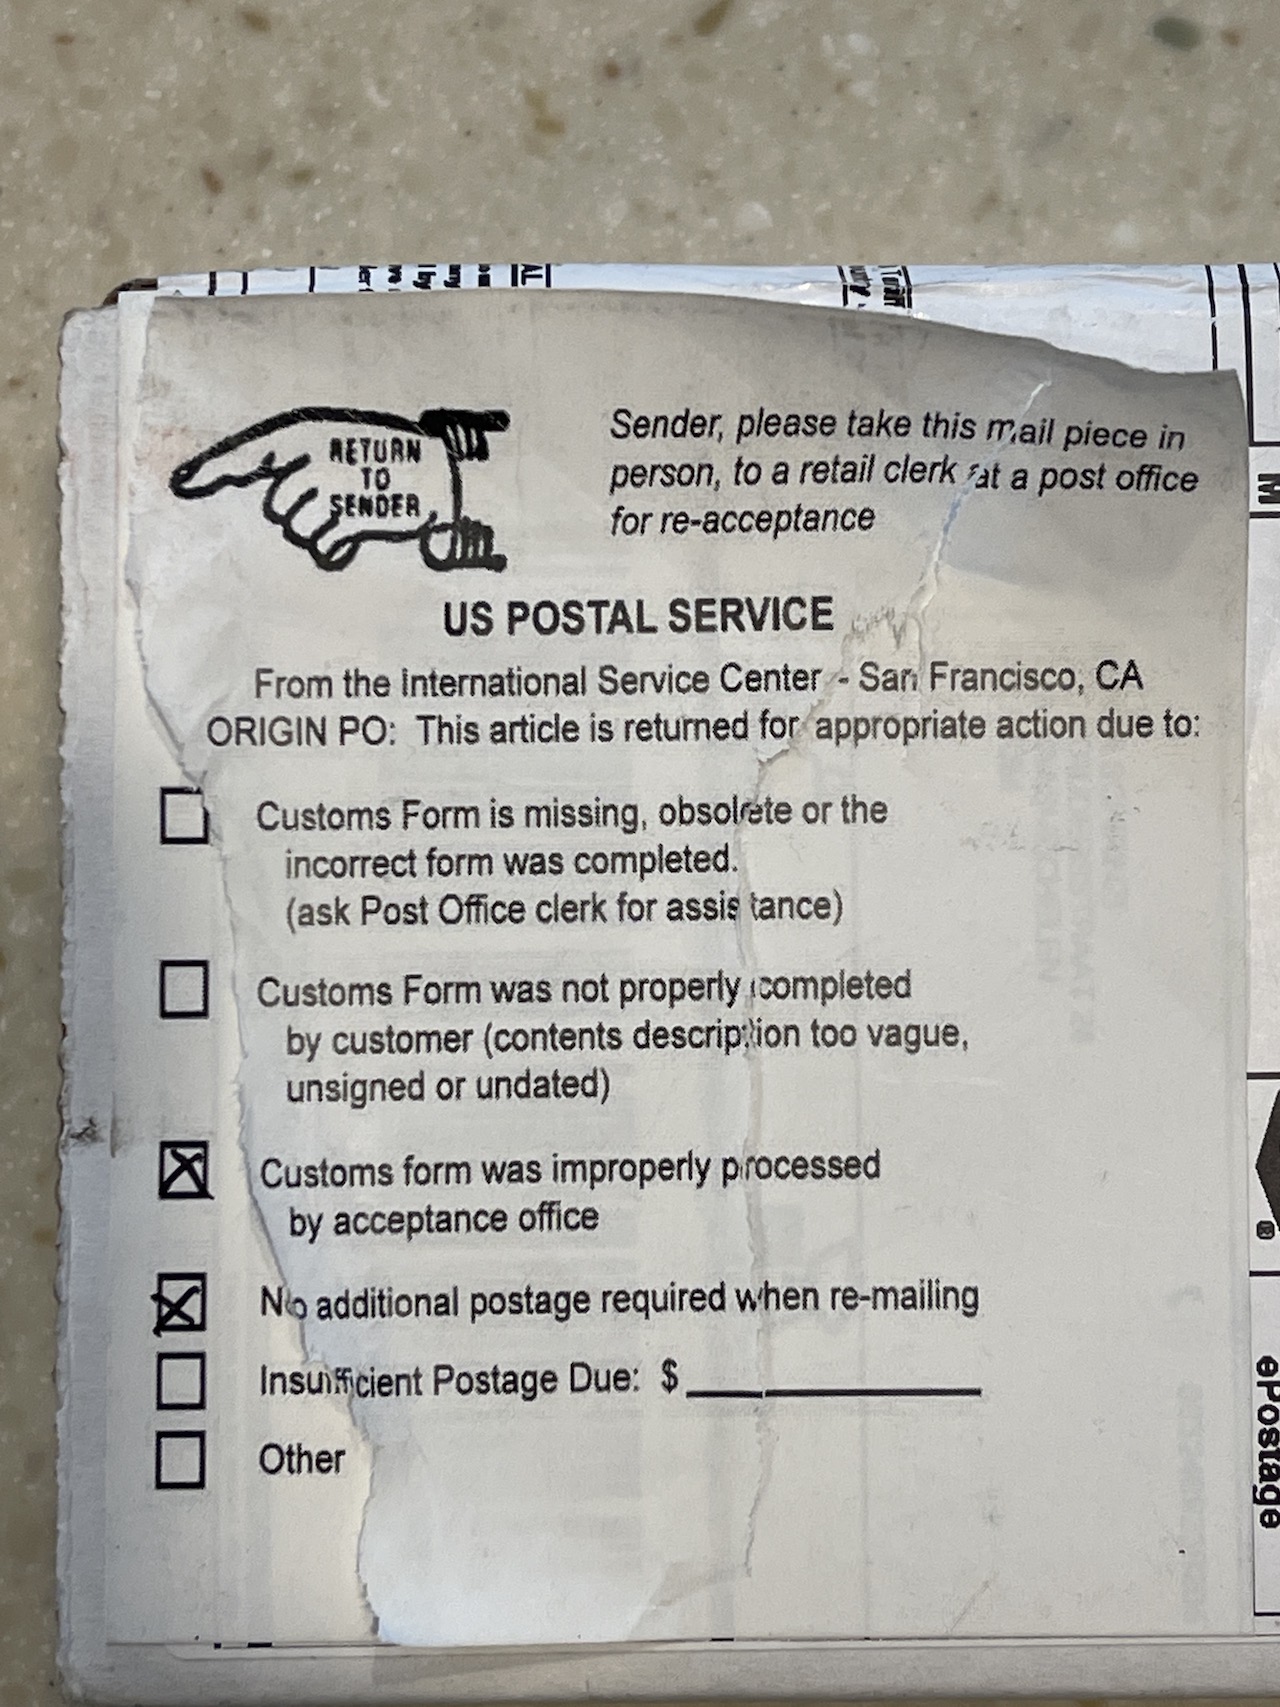 RETURN
TO
SENDER
Sender, please take this mail piece in
person, to a retail clerk at a post office
for re-acceptance
US POSTAL SERVICE
From the International Service Center - San Francisco, CA
ORIGIN PO: This article is returned for appropriate action due to:
Customs Form is missing, obsolete or the
incorrect form was completed.
(ask Post Office clerk for assistance)
Customs Form was not properly completed
by customer (contents description too vague,
unsigned or undated)
Customs form was improperly processed
by acceptance office
No additional postage required when re-mailing
Insufficient Postage Due: $
Other
M
®
ePostage